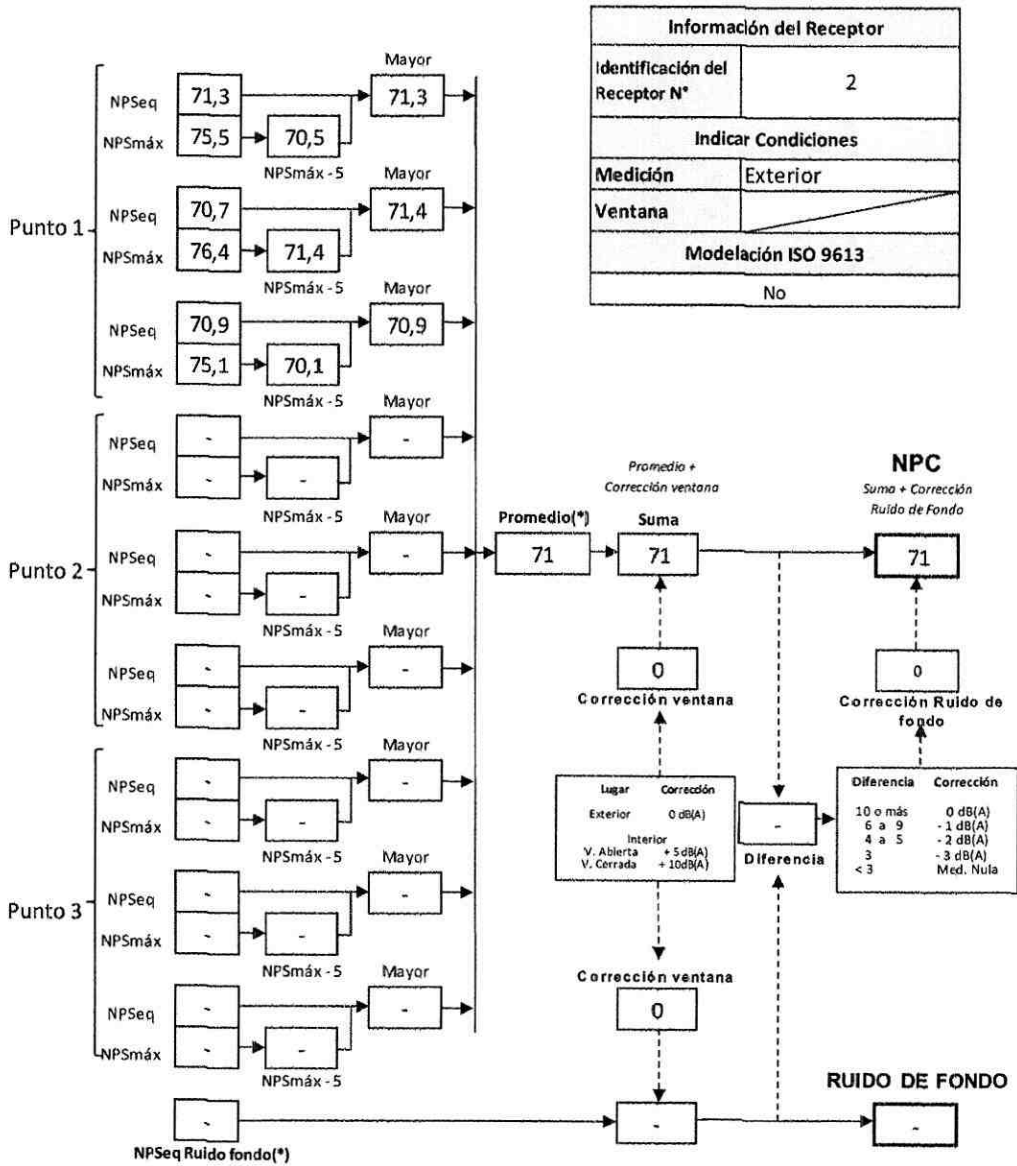 Información del Receptor
Identificación del Receptor N° 2
Indicar Condiciones
Medición Exterior
Ventana
Modelación ISO 9613
No
Punto 1
Mayor
NPSeq 71,3 71,3
NPSmáx 75,5 70,5
NPSmáx - 5
Mayor
NPSeq 70,7 71,4
NPSmáx 76,4 71,4
NPSmáx - 5
Mayor
NPSeq 70,9 70,9
NPSmáx 75,1 70,1
NPSmáx - 5
Punto 2
Mayor
NPSeq - -
NPSmáx - -
NPSmáx - 5
Mayor
NPSeq - -
NPSmáx - -
NPSmáx - 5
Mayor
NPSeq - -
NPSmáx - -
NPSmáx - 5
Punto 3
Mayor
NPSeq - -
NPSmáx - -
NPSmáx - 5
Mayor
NPSeq - -
NPSmáx - -
NPSmáx - 5
Mayor
NPSeq - -
NPSmáx - -
NPSmáx - 5
-
NPSeq Ruido fondo(*)
Promedio(*)
71
Promedio +
Corrección ventana
Suma
71
0
Corrección ventana
Lugar Corrección
Exterior 0 dB(A)
Interior
V. Abierta + 5 dB(A)
V. Cerrada + 10dB(A)
Corrección ventana
0
-
-
Diferencia
NPC
Suma + Corrección
Ruido de Fondo
71
0
Corrección Ruido de
fondo
Diferencia Corrección
10 o más 0 dB(A)
6 a 9 - 1 dB(A)
4 a 5 - 2 dB(A)
3 -3 dB(A)
< 3 Med. Nula
RUIDO DE FONDO
-